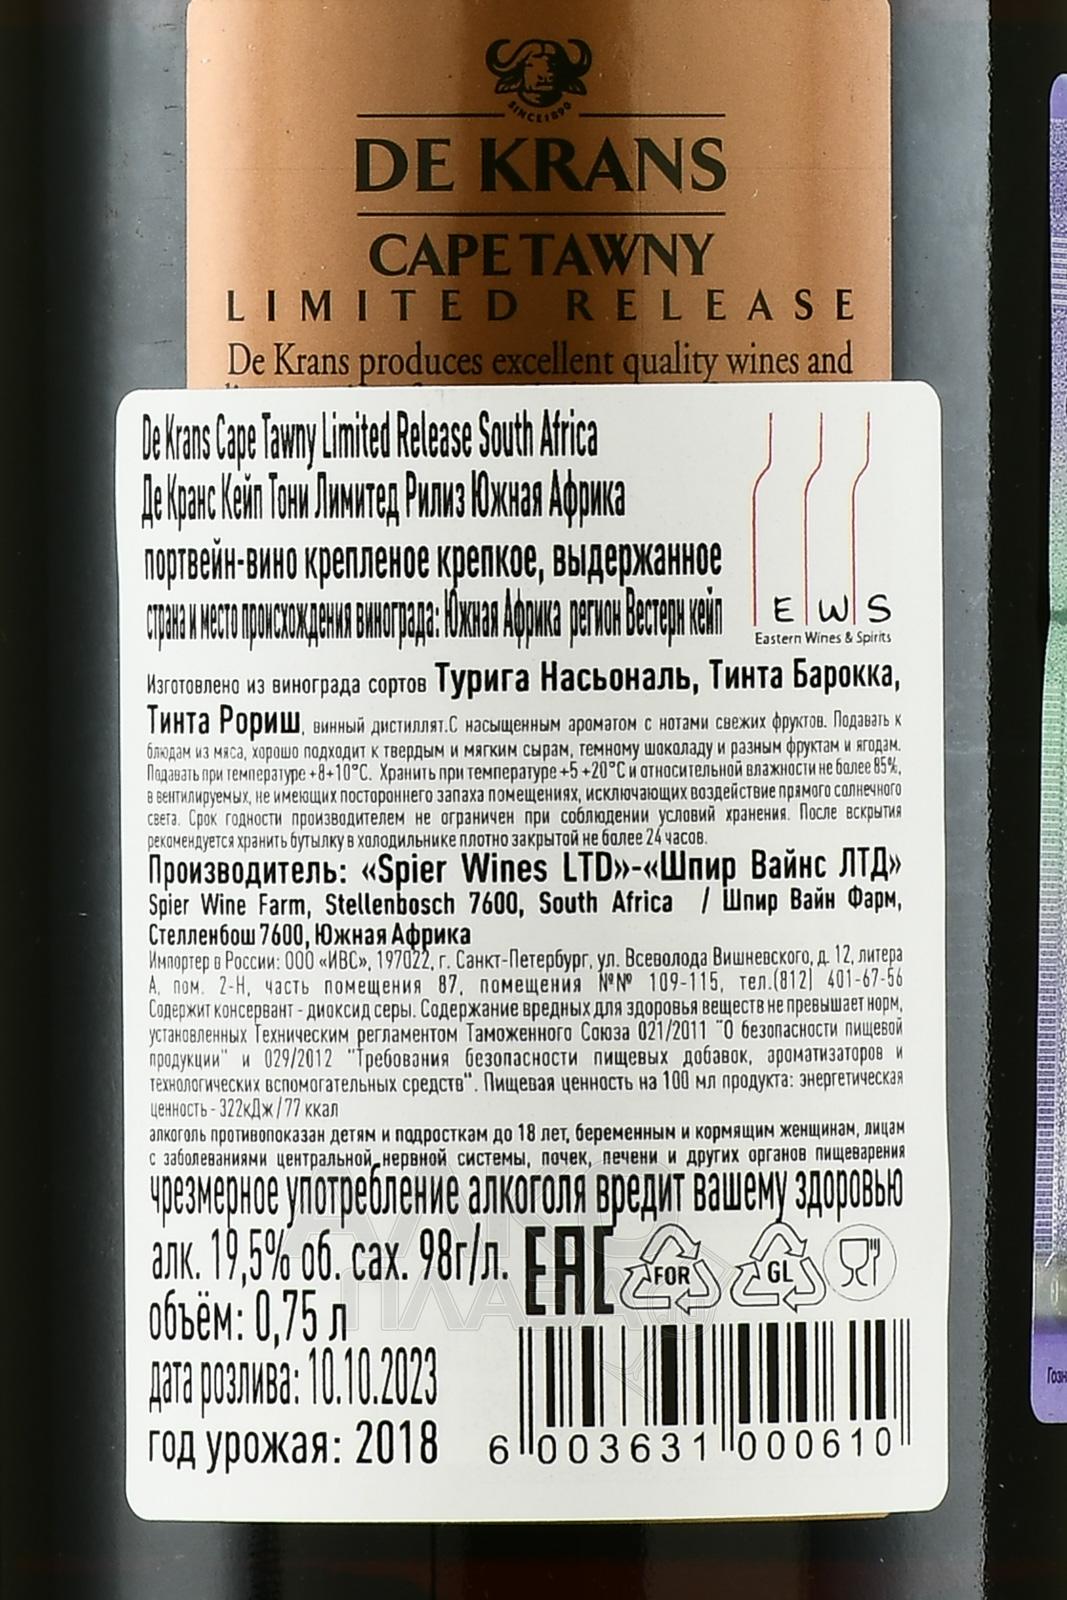 SINCE 1890
DE KRANS
CAPE TAWNY
LIMITED RELEASE
De Krans produces excellent quality wines and
De Krans Cape Tawny Limited Release South Africa
Де Кранс Кейп Тони Лимитед Рилиз Южная Африка
портвейн-вино крепленое крепкое, выдержанное
страна и место происхождения винограда: Южная Африка регион Вестерн кейп
E W S
Eastern Wines & Spirits
Изготовлено из винограда сортов Турига Насьональ, Тинта Барокка,
Тинта Рориш, винный дистиллят.С насыщенным ароматом с нотами свежих фруктов. Подавать к
блюдам из мяса, хорошо подходит к твердым и мягким сырам, темному шоколаду и разным фруктам и ягодам.
Подавать при температуре +8+10°С. Хранить при температуре +5 +20°С и относительной влажности не более 85%,
в вентилируемых, не имеющих постороннего запаха помещениях, исключающих воздействие прямого солнечного
света. Срок годности производителем не ограничен при соблюдении условий хранения. После вскрытия
рекомендуется хранить бутылку в холодильнике плотно закрытой не более 24 часов.
Производитель: «Spier Wines LTD»-«Шпир Вайнс ЛТД»
Spier Wine Farm, Stellenbosch 7600, South Africa / Шпир Вайн Фарм,
Стелленбош 7600, Южная Африка
Импортер в России: ООО «ИВС», 197022, г. Санкт-Петербург, ул. Всеволода Вишневского, д. 12, литера
А, пом. 2-Н, часть помещения 87, помещения №№ 109-115, тел.(812) 401-67-56
Содержит консервант - диоксид серы. Содержание вредных для здоровья веществ не превышает норм,
установленных Техническим регламентом Таможенного Союза 021/2011 "О безопасности пищевой
продукции" и 029/2012 "Требования безопасности пищевых добавок, ароматизаторов и
технологических вспомогательных средств". Пищевая ценность на 100 мл продукта: энергетическая
ценность - 322кДж / 77 ккал
алкоголь противопоказан детям и подросткам до 18 лет, беременным и кормящим женщинам, лицам
с заболеваниями центральной нервной системы, почек, печени и других органов пищеварения
чрезмерное употребление алкоголя вредит вашему здоровью
алк. 19,5% об. сах. 98г/л.
EAC
FOR
GL
объём: 0,75 л
дата розлива: 10.10.2023
год урожая: 2018
6 003631 000610
АЛКО
ПЛАЗА